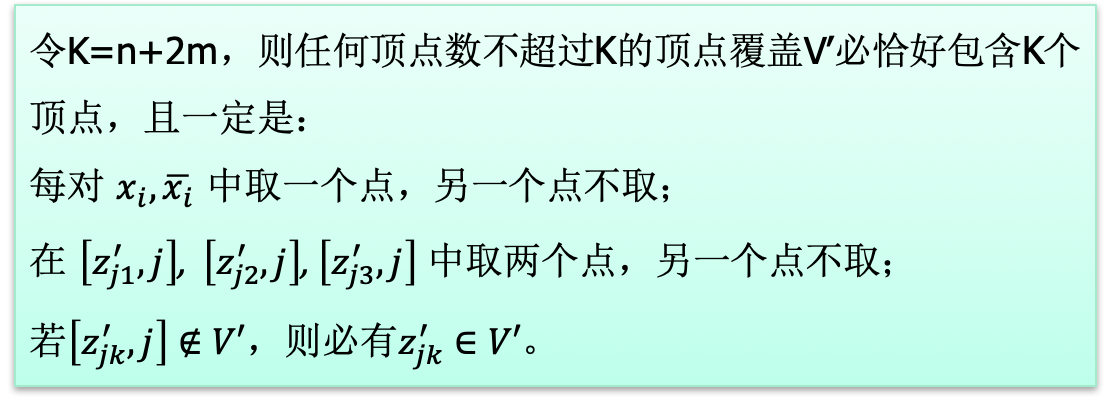 令K=n+2m，则任何顶点数不超过K的顶点覆盖V′必恰好包含K个
顶点，且一定是：
每对 xᵢ, x̅ᵢ 中取一个点，另一个点不取；
在 [z′ⱼ₁, j], [z′ⱼ₂, j], [z′ⱼ₃, j] 中取两个点，另一个点不取；
若[z′ⱼₖ, j] ∉ V′，则必有z′ⱼₖ ∈ V′。